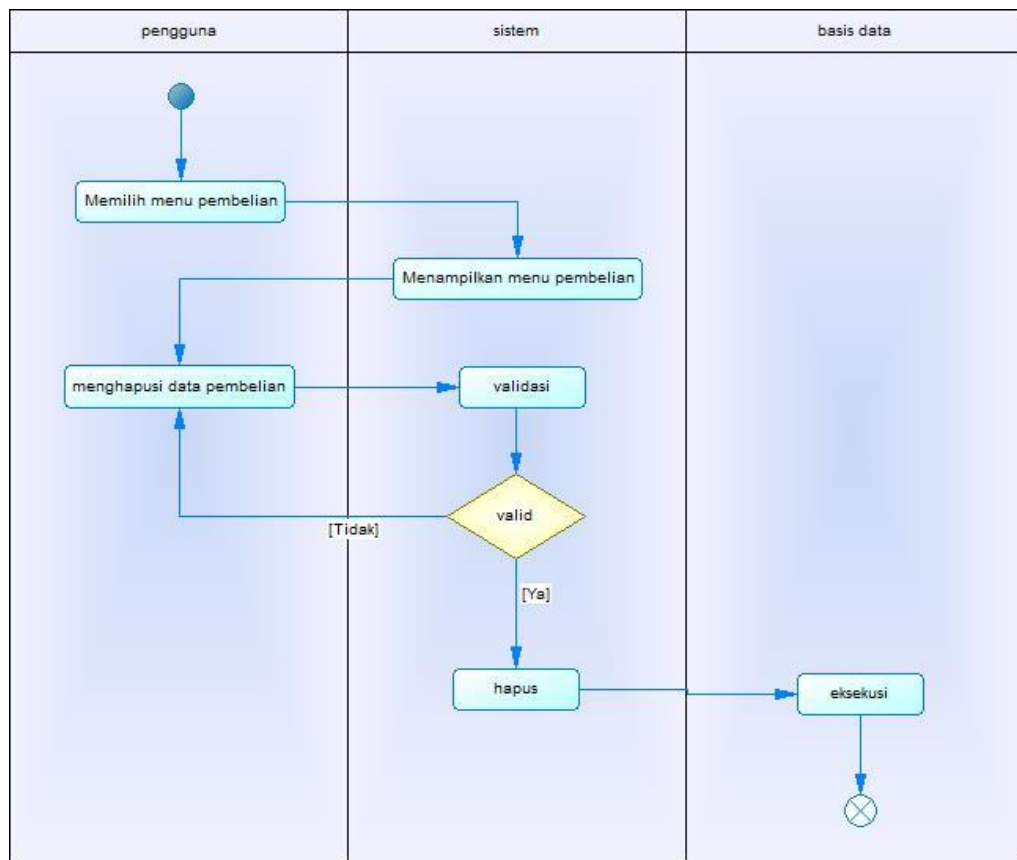 pengguna
sistem
basis data
Memilih menu pembelian
Menampilkan menu pembelian
menghapusi data pembelian
validasi
valid
[Tidak]
[Ya]
hapus
eksekusi